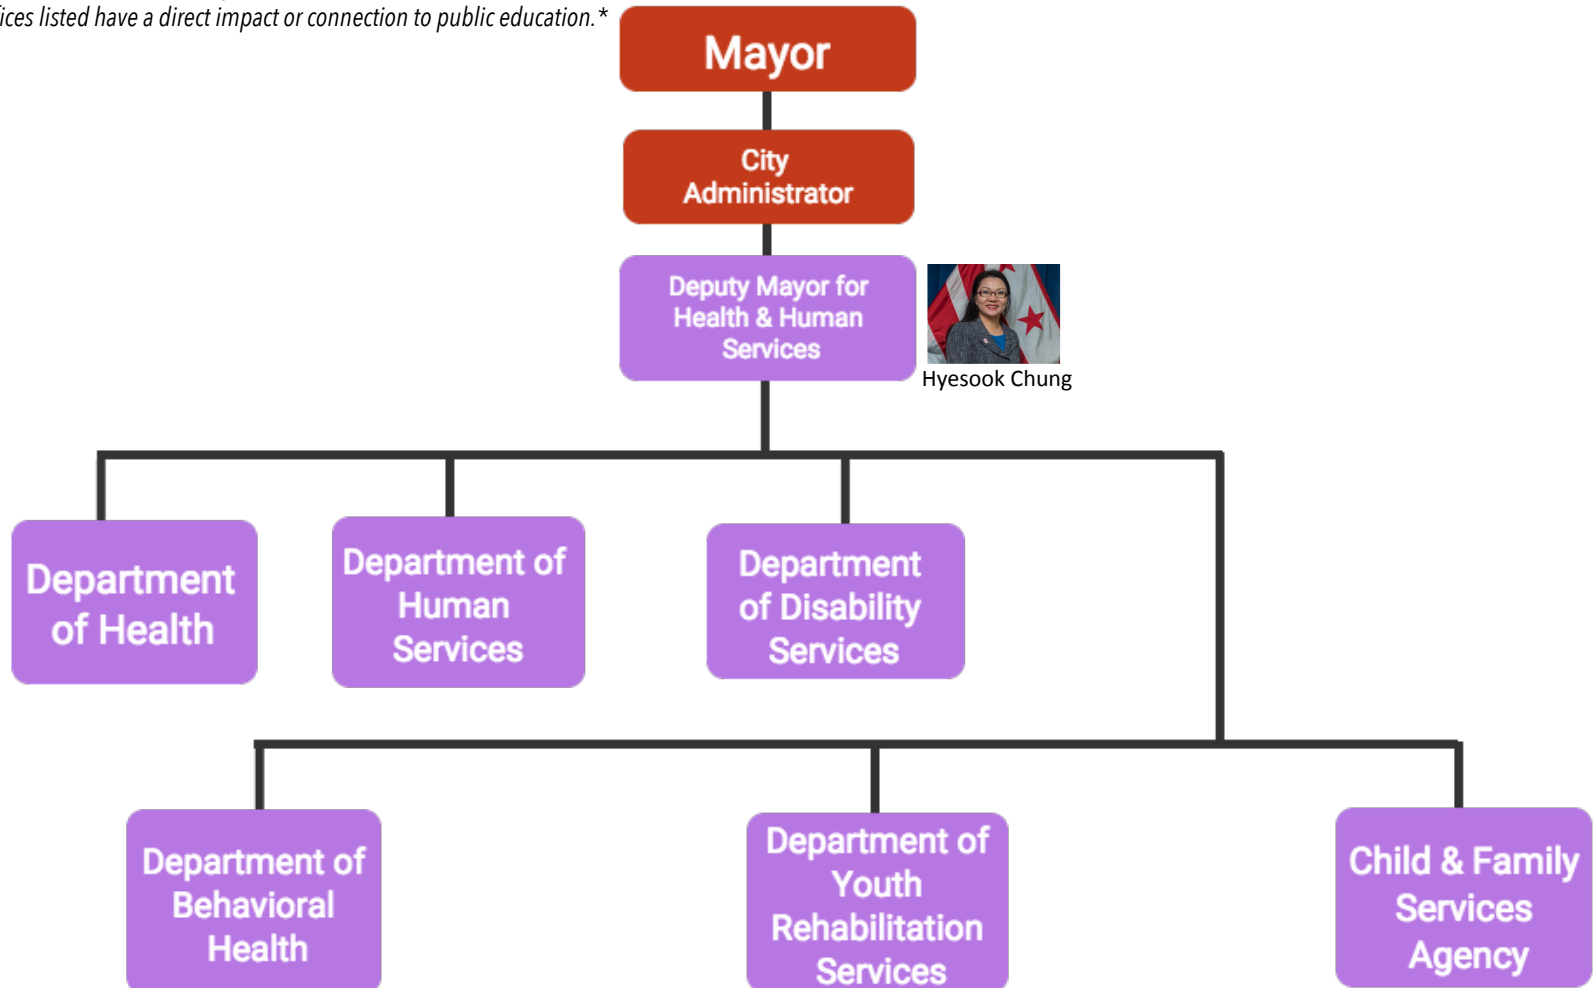 ices listed have a direct impact or connection to public education.*
Mayor
City
Administrator
Deputy Mayor for
Health & Human
Services
Hyesook Chung
Department
of Health
Department of
Human
Services
Department
of Disability
Services
Department of
Behavioral
Health
Department of
Youth
Rehabilitation
Services
Child & Family
Services
Agency